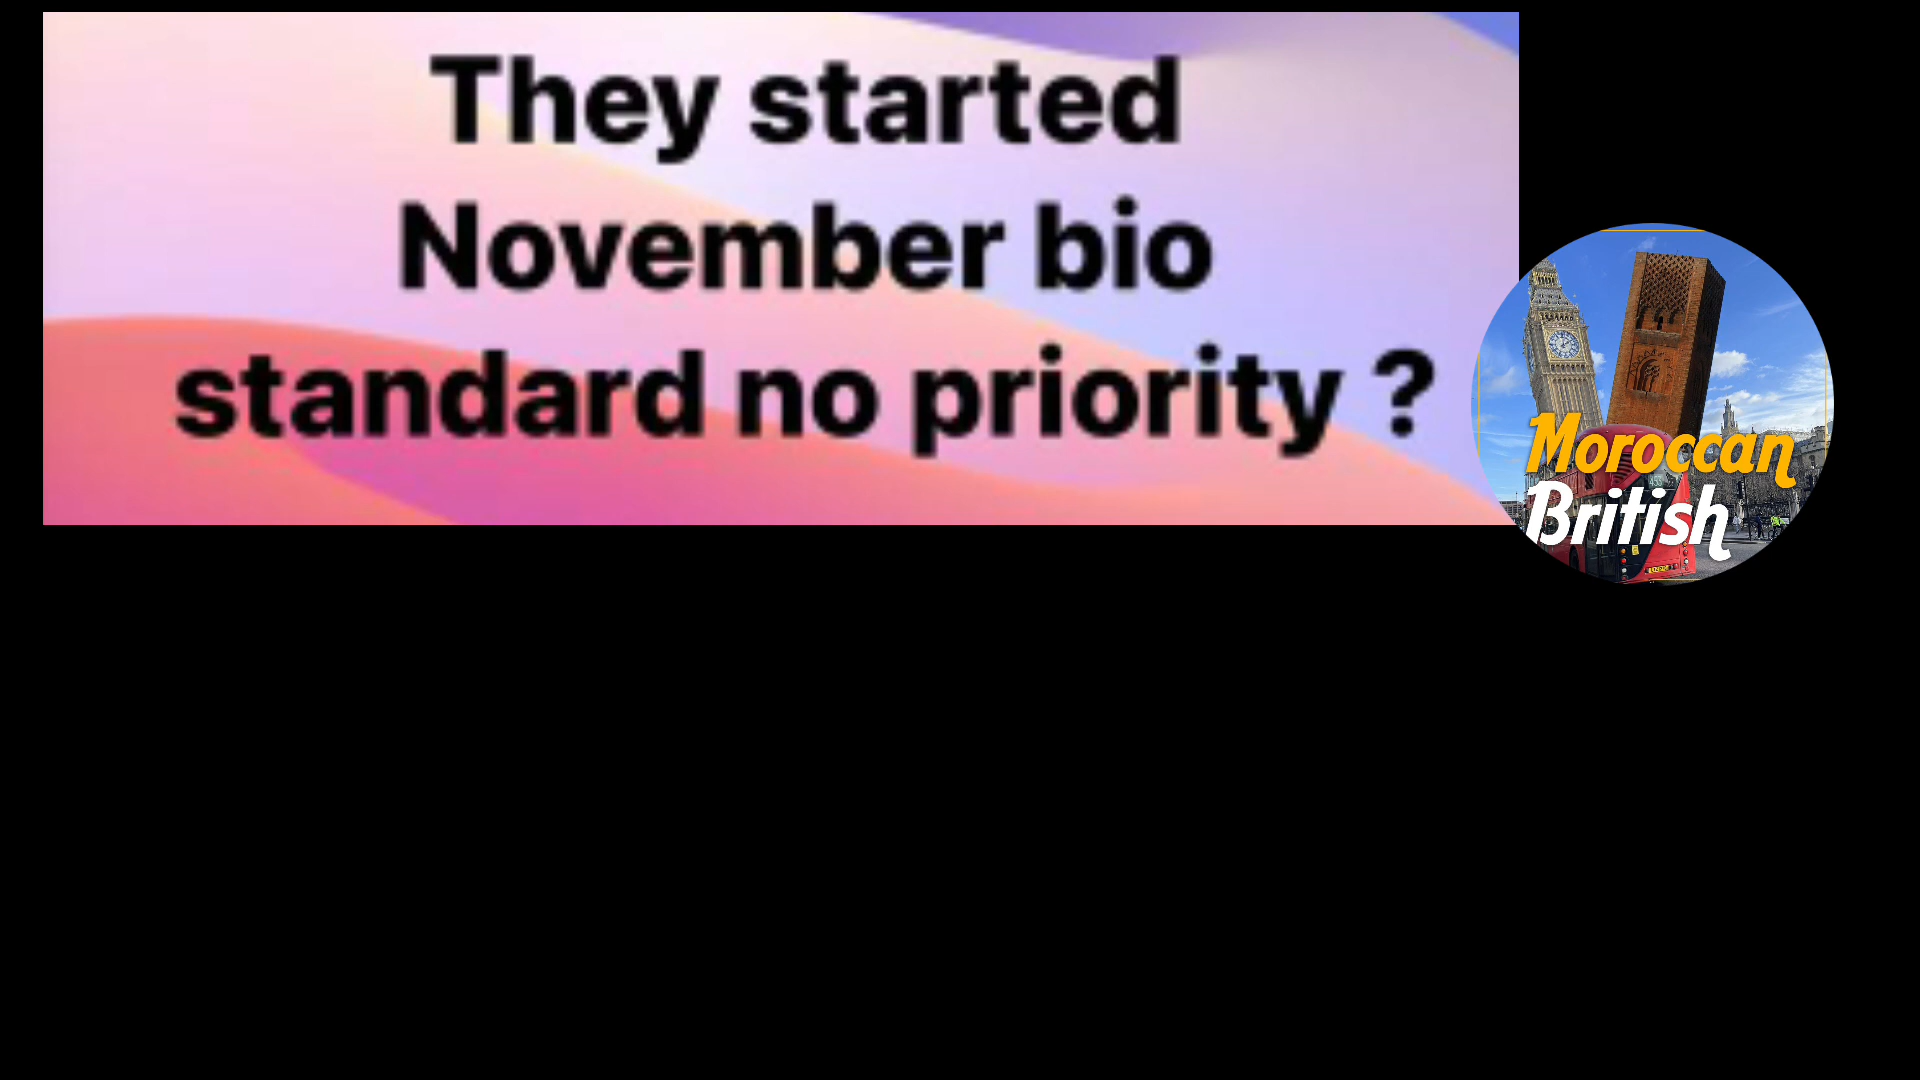 They started
November bio
standard no priority ?
Moroccan
British